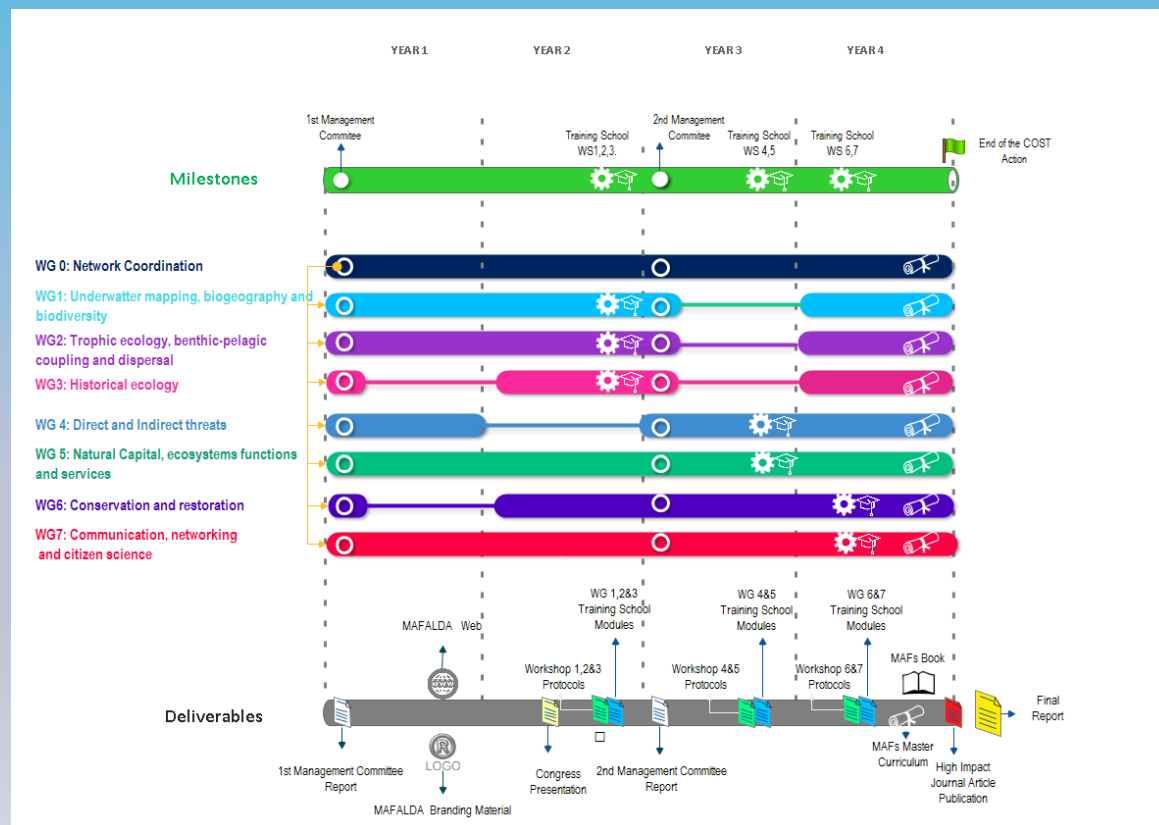 YEAR 1
YEAR 2
YEAR 3
YEAR 4
1st Management
Commitee
Training School
WS1,2,3.
2nd Management
Commitee
Training School
WS 4,5
Training School
WS 6,7
End of the COST
Action
Milestones
WG 0: Network Coordination
WG1: Underwatter mapping, biogeography and
biodiversity
WG2: Trophic ecology, benthic-pelagic
coupling and dispersal
WG3: Historical ecology
WG 4: Direct and Indirect threats
WG 5: Natural Capital, ecosystems functions
and services
WG6: Conservation and restoration
WG7: Communication, networking
and citizen science
WG 1,2&3
Training School
Modules
WG 4&5
Training School
Modules
WG 6&7
Training School
Modules
MAFALDA Web
www
Workshop 1,2&3
Protocols
Workshop 4&5
Protocols
Workshop 6&7
Protocols
MAFs Book
Deliverables
Final
Report
R
LOGO
1st Management Committee
Report
MAFALDA Branding Material
Congress
Presentation
2nd Management Committee
Report
MAFs Master
Curriculum
High Impact
Journal Article
Publication